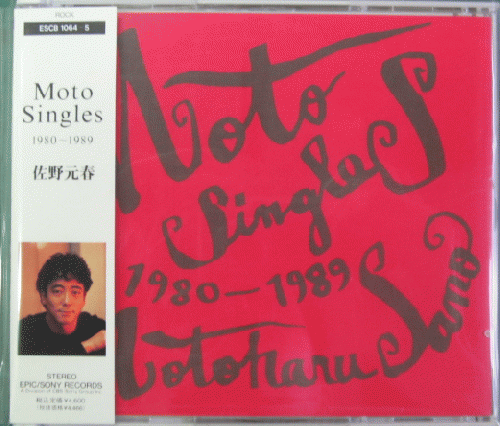 ROCK
ESCB 1064・5
Moto
Singles
1980−1989
佐野元春
STEREO
EPIC/SONY RECORDS
Moto
Singles
1980−1989
Motoharu Sano